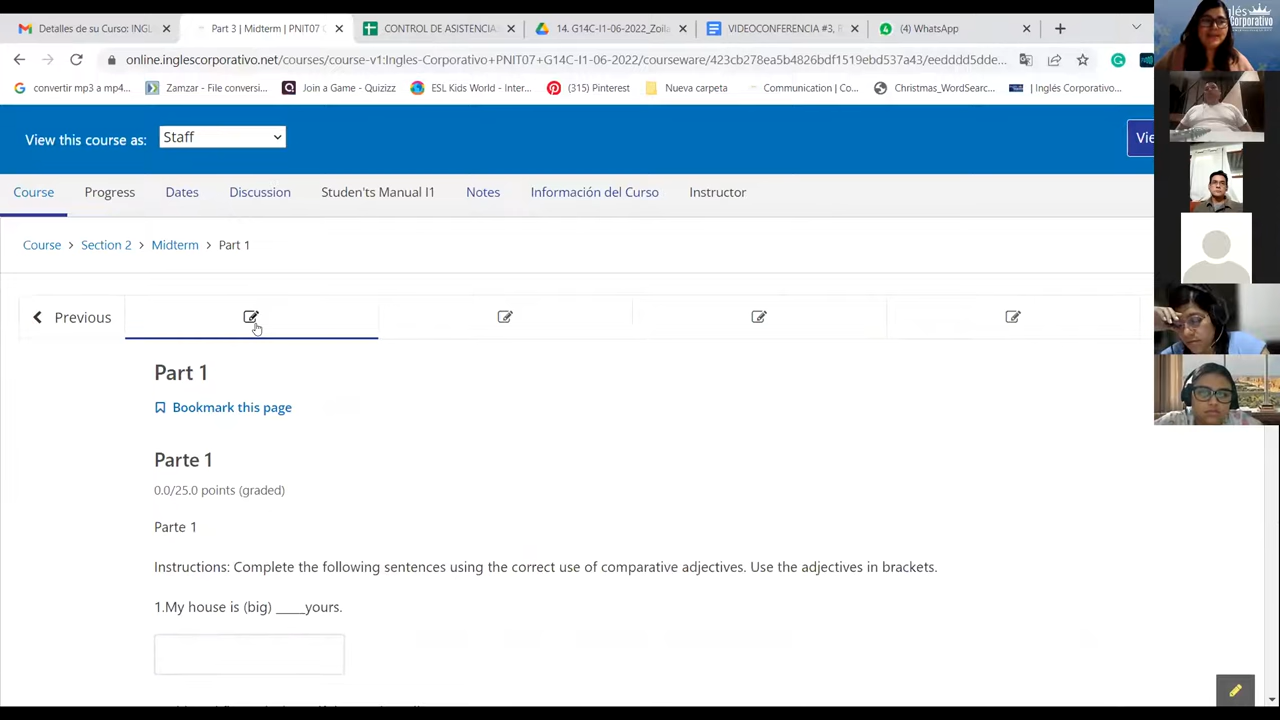 Detalles de su Curso: INGL
Part 3 | Midterm | PNIT07 C
CONTROL DE ASISTENCIA
14. G14C-I1-06-2022_Zoila
VIDEOCONFERENCIA #3, F
(4) WhatsApp
online.inglescorporativo.net/courses/course-v1:Ingles-Corporativo+PNIT07+G14C-I1-06-2022/courseware/423cb278ea5b4826bdf1519ebd537a43/eedddd5dde...
convertir mp3 a mp4...
Zamzar - File conversi...
Join a Game - Quizizz
ESL Kids World - Inter...
(315) Pinterest
Nueva carpeta
Communication | Co...
Christmas_WordSearc...
| Inglés Corporativo...
nglés
Corporativo
View this course as:
Staff
Vie
Course
Progress
Dates
Discussion
Studen'ts Manual I1
Notes
Información del Curso
Instructor
Course > Section 2 > Midterm > Part 1
Previous
Part 1
Bookmark this page
Parte 1
0.0/25.0 points (graded)
Parte 1
Instructions: Complete the following sentences using the correct use of comparative adjectives. Use the adjectives in brackets.
1.My house is (big) _____yours.